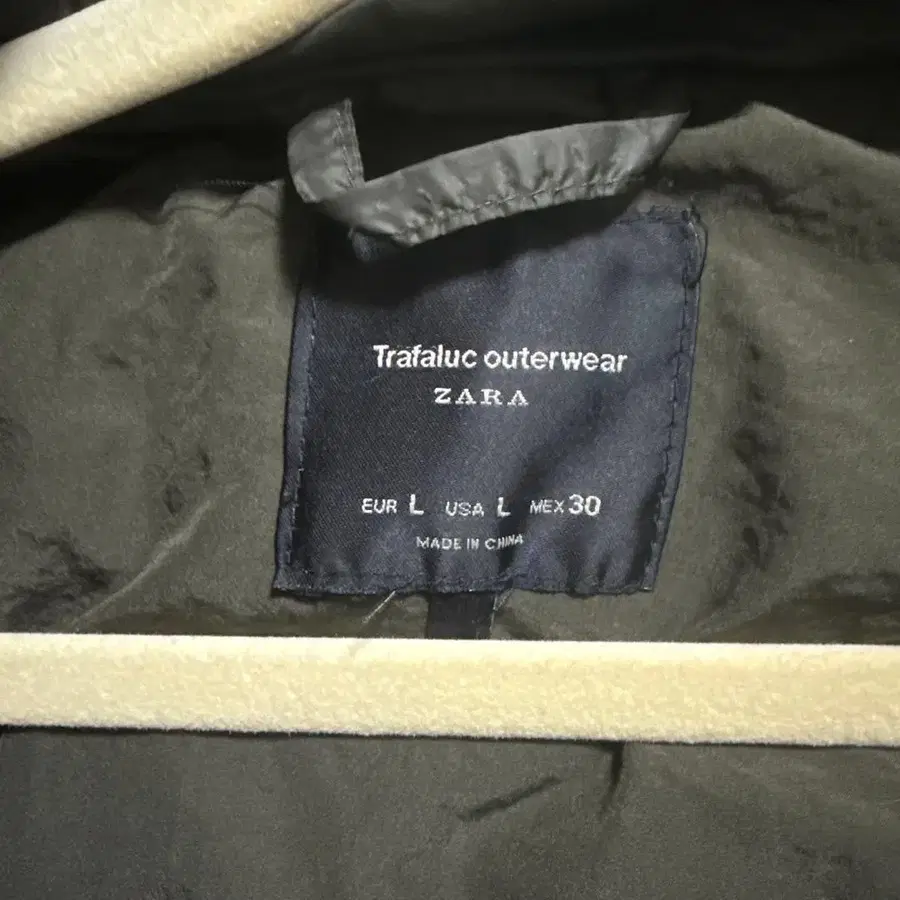 Trafaluc outerwear
ZARA
EUR L USA L MEX 30
MADE IN CHINA